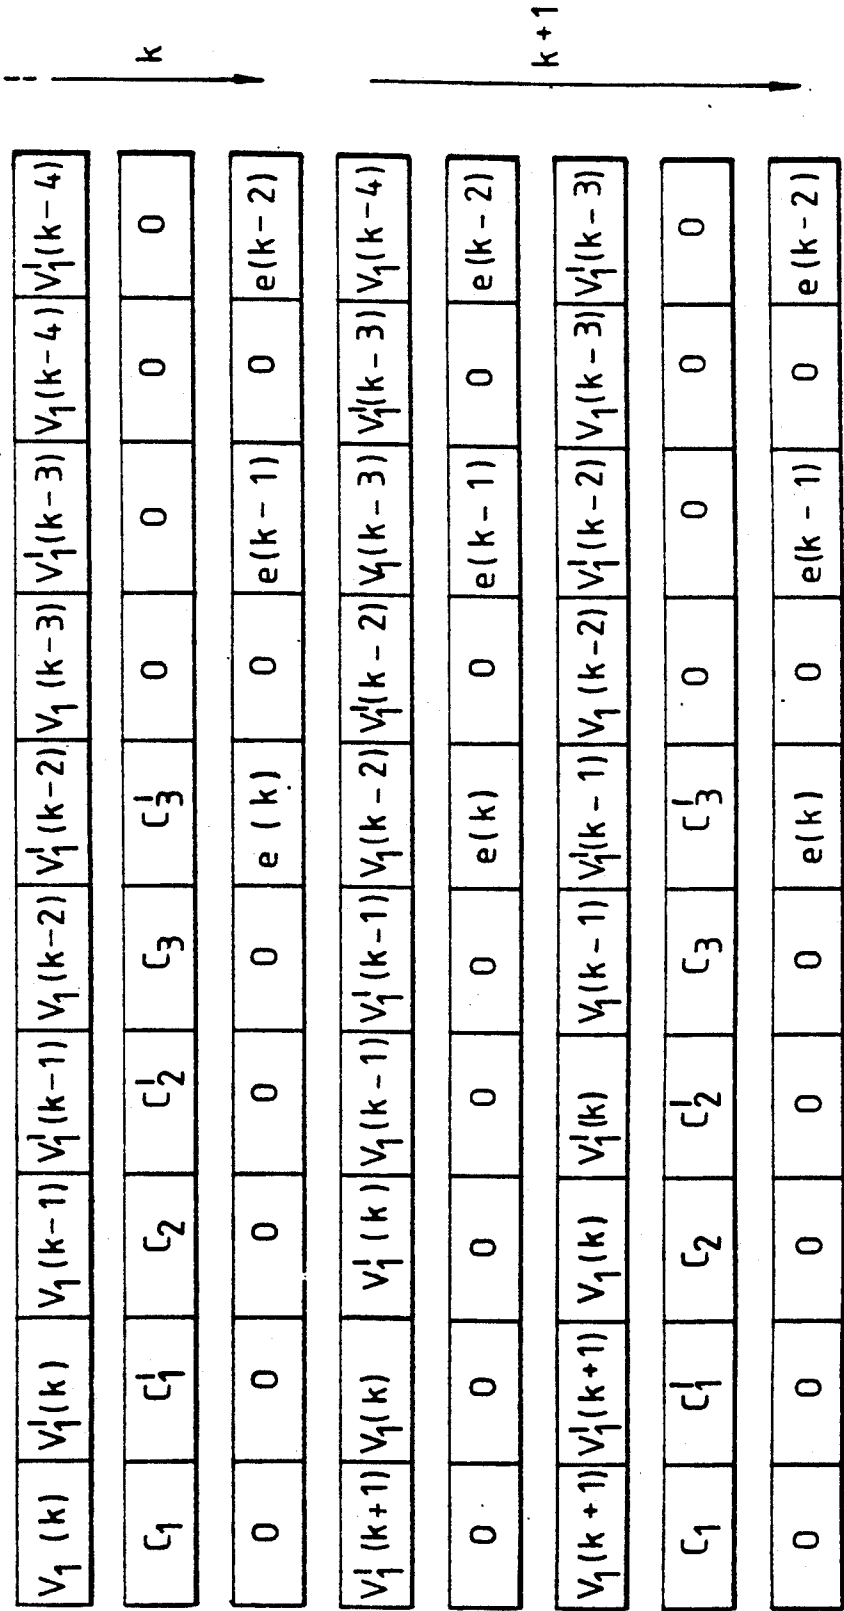 V₁(k) V₁'(k) V₁(k-1) V₁'(k-1) V₁(k-2) V₁'(k-2) V₁(k-3) V₁'(k-3) V₁(k-4) V₁'(k-4)
C₁ C₁' C₂ C₂' C₃ C₃' 0 0 0 0
0 0 0 0 0 e(k) 0 e(k-1) 0 e(k-2)
k
V₁'(k+1) V₁(k) V₁'(k) V₁(k-1) V₁'(k-1) V₁(k-2) V₁'(k-2) V₁(k-3) V₁'(k-3) V₁(k-4)
0 0 0 0 0 e(k) 0 e(k-1) 0 e(k-2)
V₁(k+1) V₁'(k+1) V₁(k) V₁'(k) V₁(k-1) V₁'(k-1) V₁(k-2) V₁'(k-2) V₁(k-3) V₁'(k-3)
C₁ C₁' C₂ C₂' C₃ C₃' 0 0 0 0
0 0 0 0 0 e(k) 0 e(k-1) 0 e(k-2)
k+1